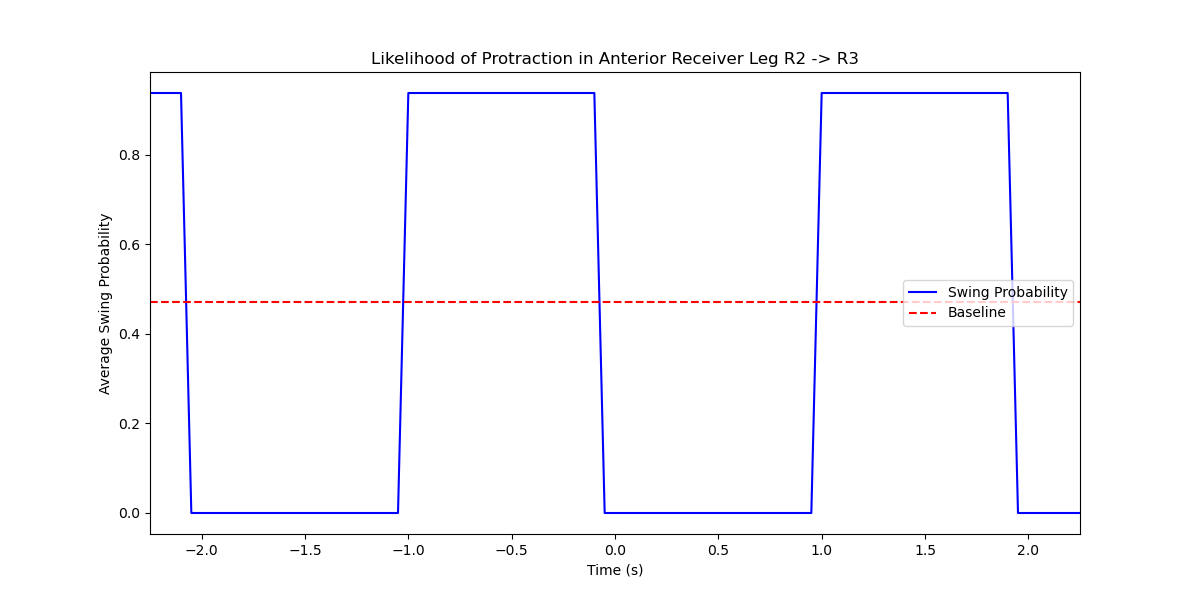 Likelihood of Protraction in Anterior Receiver Leg R2 -> R3
Average Swing Probability
0.8
0.6
0.4
0.2
0.0
Swing Probability
Baseline
−2.0 −1.5 −1.0 −0.5 0.0 0.5 1.0 1.5 2.0
Time (s)